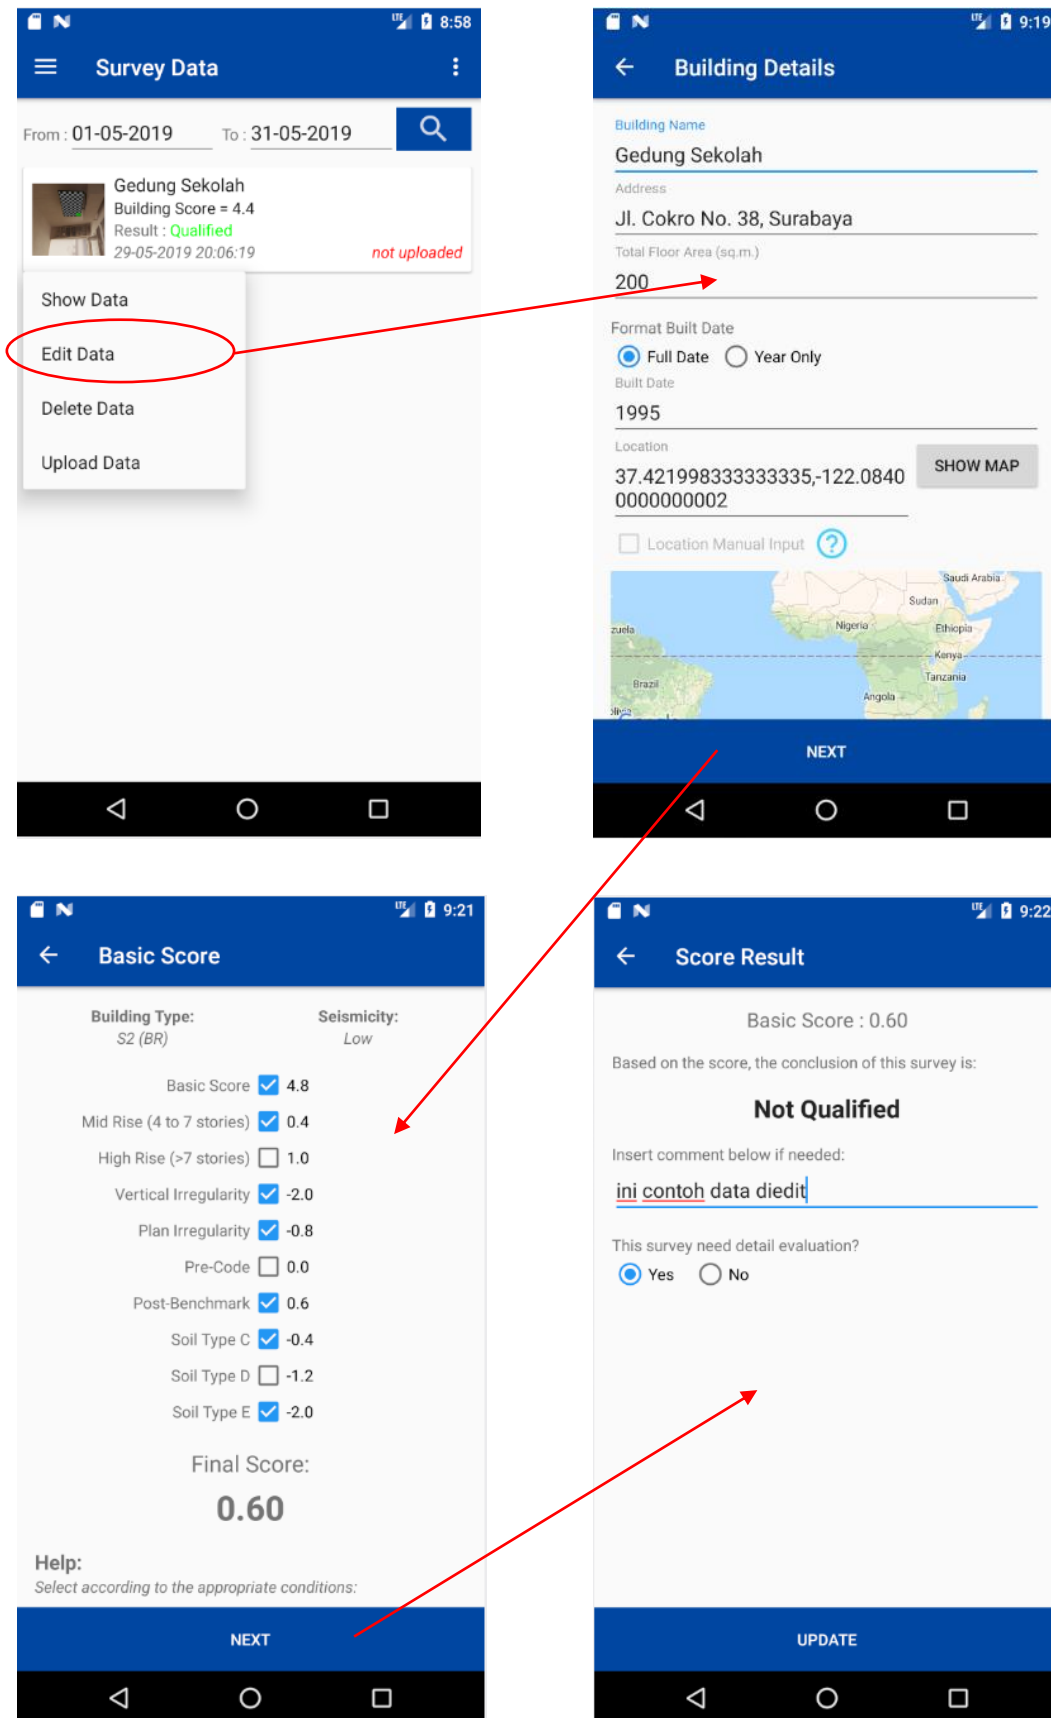 8:58
Survey Data
From : 01-05-2019 To : 31-05-2019
Gedung Sekolah
Building Score = 4.4
Result : Qualified
29-05-2019 20:06:19 not uploaded
Show Data
Edit Data
Delete Data
Upload Data
LTE 9:19
Building Details
Building Name
Gedung Sekolah
Address
Jl. Cokro No. 38, Surabaya
Total Floor Area (sq.m.)
200
Format Built Date
Full Date Year Only
Built Date
1995
Location
37.421998333333335,-122.0840
0000000002
SHOW MAP
Location Manual Input ?
Saudi Arabia
Sudan
zuela Nigeria Ethiopia
Kenya
Tanzania
Brazil
Angola
NEXT
LTE 9:21
Basic Score
Building Type: Seismicity:
S2 (BR) Low
Basic Score 4.8
Mid Rise (4 to 7 stories) 0.4
High Rise (>7 stories) 1.0
Vertical Irregularity -2.0
Plan Irregularity -0.8
Pre-Code 0.0
Post-Benchmark 0.6
Soil Type C -0.4
Soil Type D -1.2
Soil Type E -2.0
Final Score:
0.60
Help:
Select according to the appropriate conditions:
NEXT
LTE 9:22
Score Result
Basic Score : 0.60
Based on the score, the conclusion of this survey is:
Not Qualified
Insert comment below if needed:
ini contoh data diedit
This survey need detail evaluation?
Yes No
UPDATE